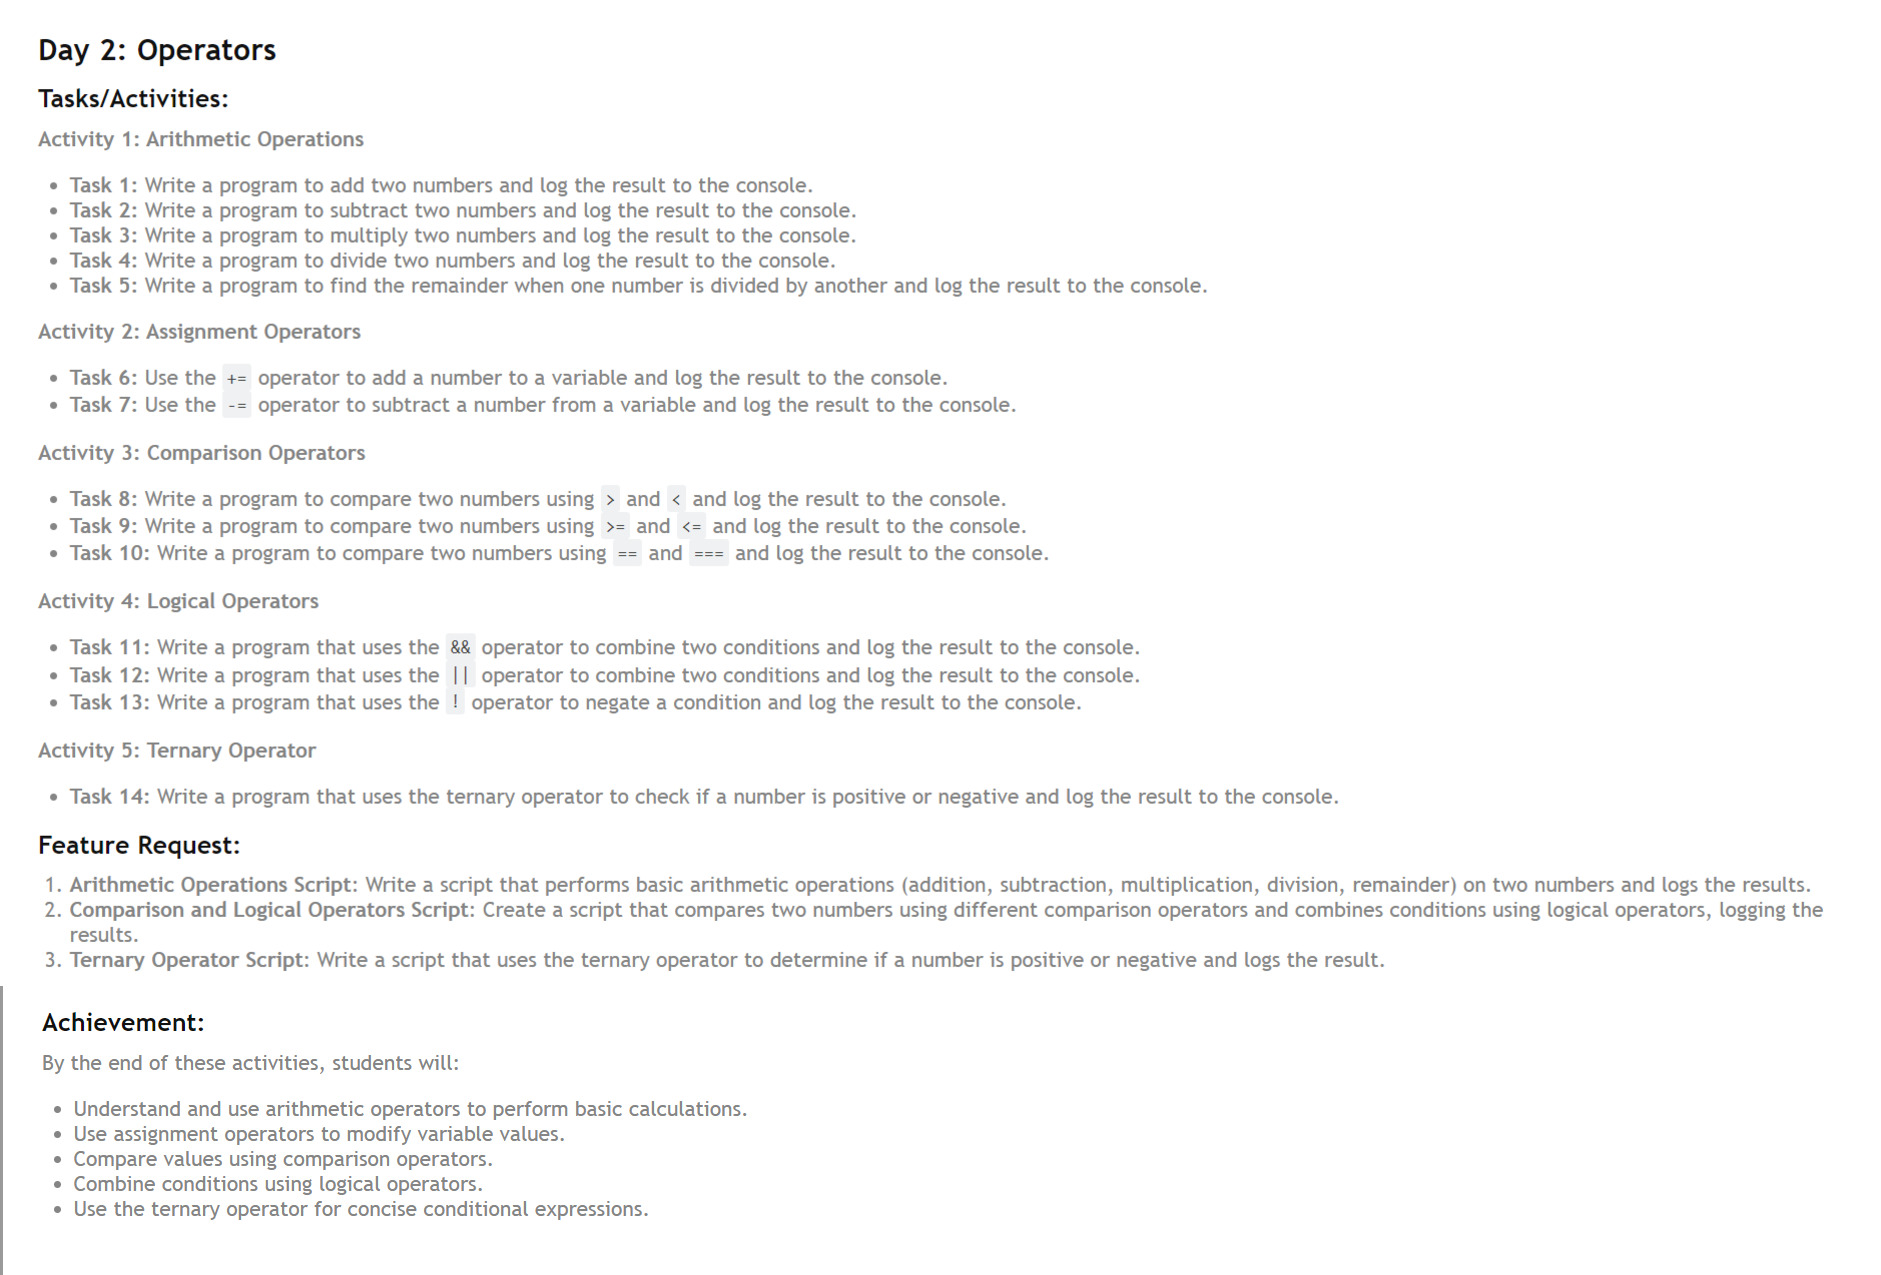 Day 2: Operators
Tasks/Activities:
Activity 1: Arithmetic Operations
• Task 1: Write a program to add two numbers and log the result to the console.
• Task 2: Write a program to subtract two numbers and log the result to the console.
• Task 3: Write a program to multiply two numbers and log the result to the console.
• Task 4: Write a program to divide two numbers and log the result to the console.
• Task 5: Write a program to find the remainder when one number is divided by another and log the result to the console.
Activity 2: Assignment Operators
• Task 6: Use the += operator to add a number to a variable and log the result to the console.
• Task 7: Use the -= operator to subtract a number from a variable and log the result to the console.
Activity 3: Comparison Operators
• Task 8: Write a program to compare two numbers using > and < and log the result to the console.
• Task 9: Write a program to compare two numbers using >= and <= and log the result to the console.
• Task 10: Write a program to compare two numbers using == and === and log the result to the console.
Activity 4: Logical Operators
• Task 11: Write a program that uses the && operator to combine two conditions and log the result to the console.
• Task 12: Write a program that uses the || operator to combine two conditions and log the result to the console.
• Task 13: Write a program that uses the ! operator to negate a condition and log the result to the console.
Activity 5: Ternary Operator
• Task 14: Write a program that uses the ternary operator to check if a number is positive or negative and log the result to the console.
Feature Request:
1. Arithmetic Operations Script: Write a script that performs basic arithmetic operations (addition, subtraction, multiplication, division, remainder) on two numbers and logs the results.
2. Comparison and Logical Operators Script: Create a script that compares two numbers using different comparison operators and combines conditions using logical operators, logging the
results.
3. Ternary Operator Script: Write a script that uses the ternary operator to determine if a number is positive or negative and logs the result.
Achievement:
By the end of these activities, students will:
• Understand and use arithmetic operators to perform basic calculations.
• Use assignment operators to modify variable values.
• Compare values using comparison operators.
• Combine conditions using logical operators.
• Use the ternary operator for concise conditional expressions.